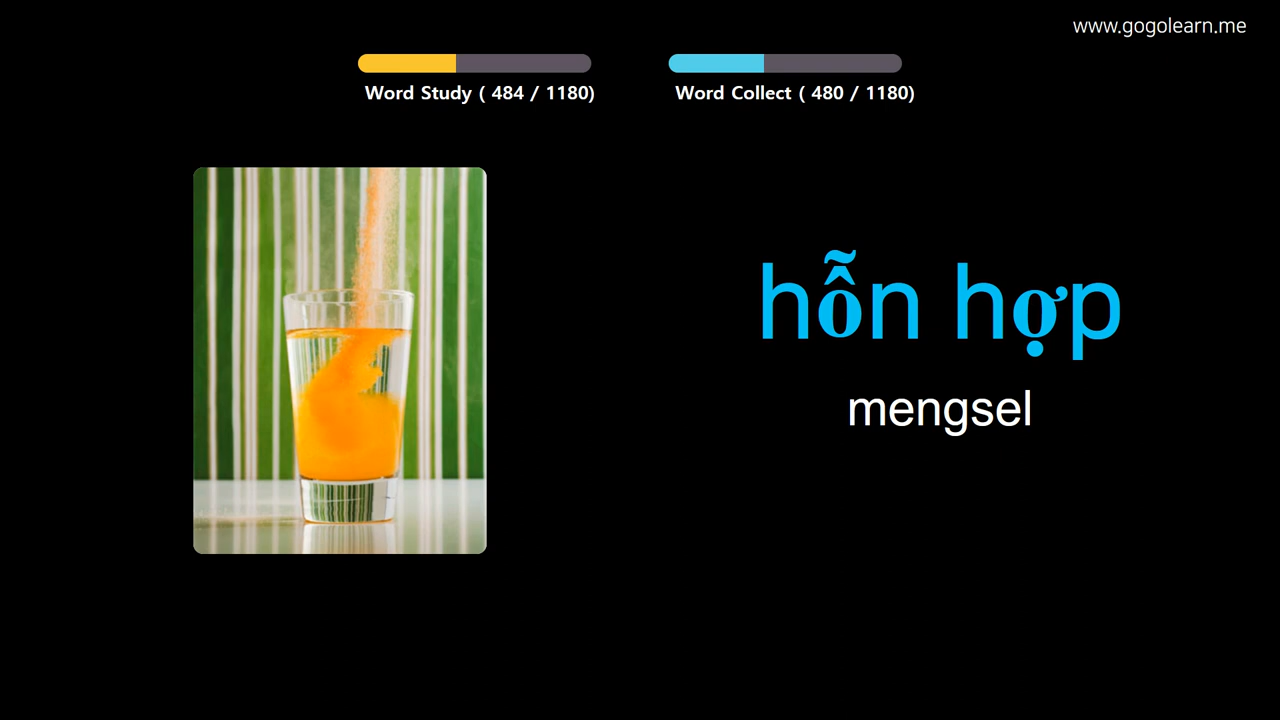 www.gogolearn.me
Word Study ( 484 / 1180)
Word Collect ( 480 / 1180)
hỗn hợp
mengsel